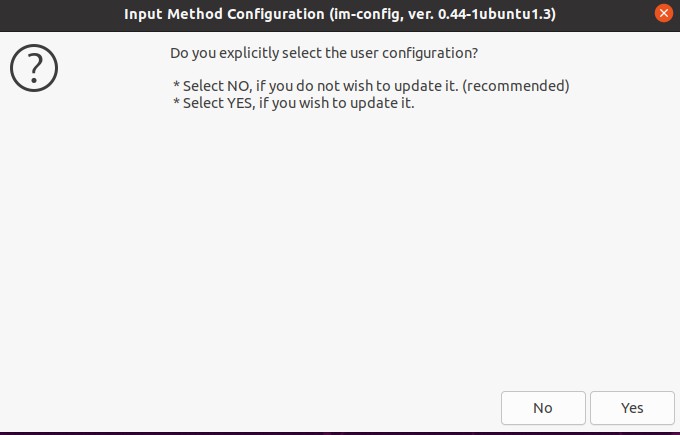 Input Method Configuration (im-config, ver. 0.44-1ubuntu1.3)
Do you explicitly select the user configuration?
* Select NO, if you do not wish to update it. (recommended)
* Select YES, if you wish to update it.
No
Yes